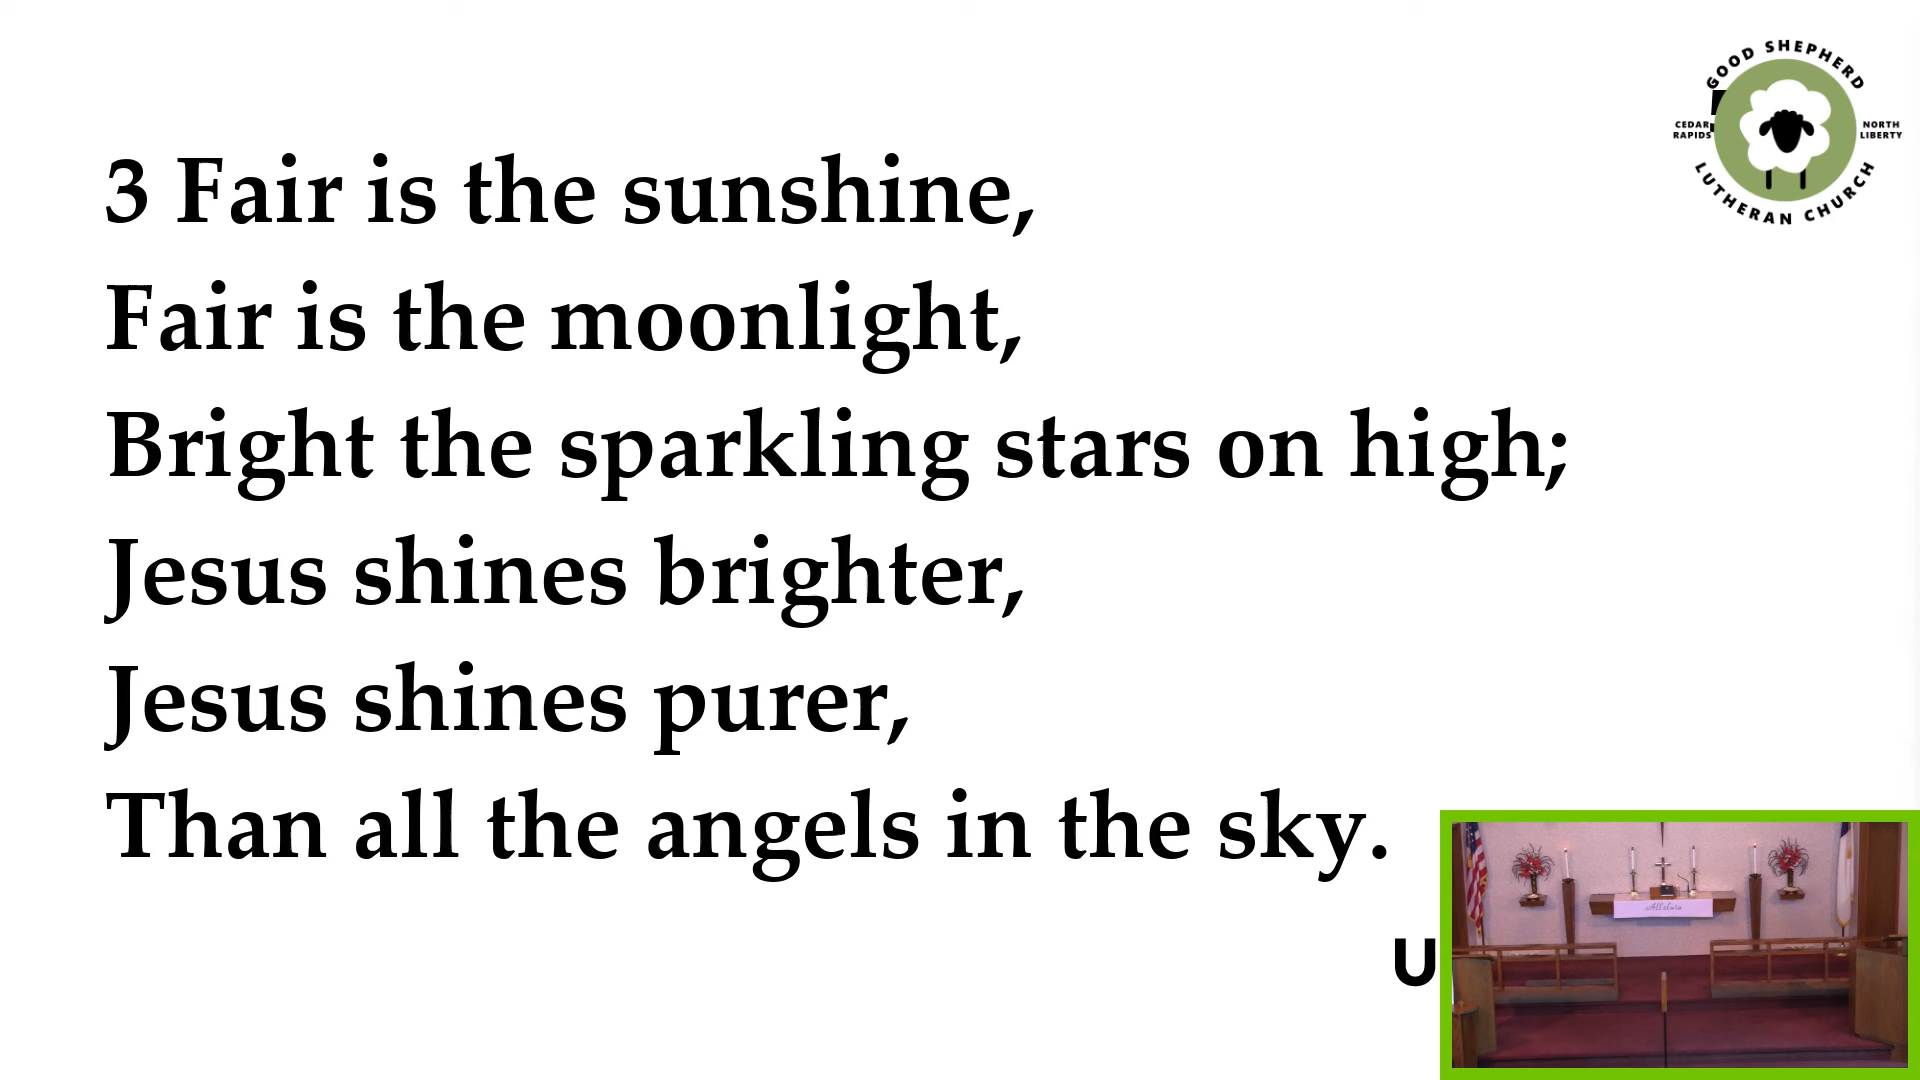 GOOD SHEPHERD
CEDAR RAPIDS
NORTH LIBERTY
LUTHERAN CHURCH
3 Fair is the sunshine,
Fair is the moonlight,
Bright the sparkling stars on high;
Jesus shines brighter,
Jesus shines purer,
Than all the angels in the sky.
U
Alleluia